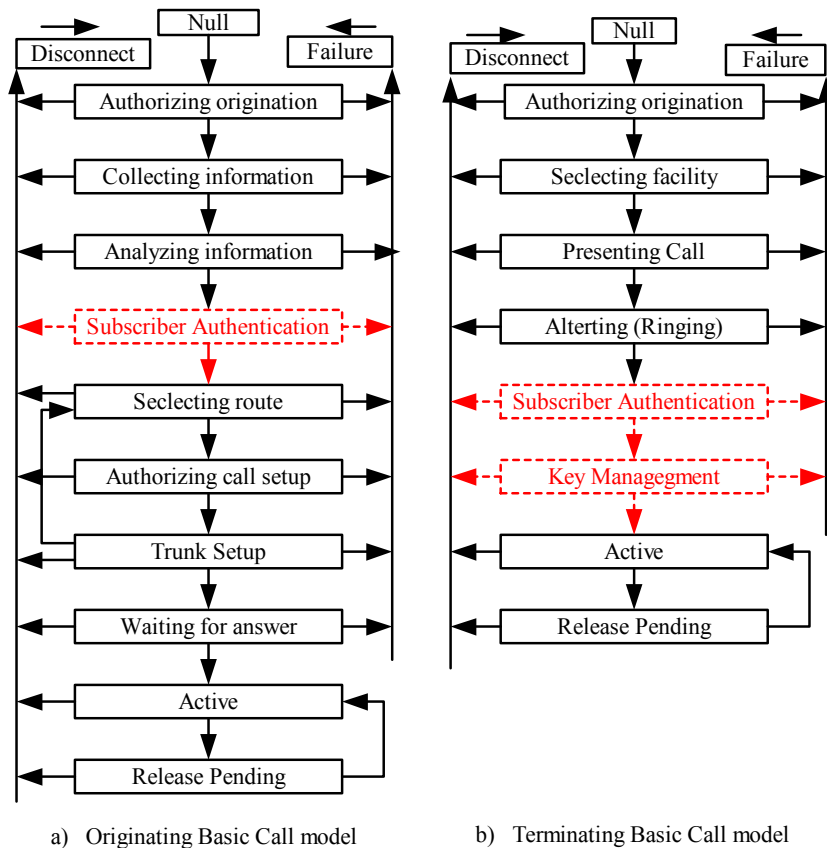 Null
Disconnect
Failure
Authorizing origination
Collecting information
Analyzing information
Subscriber Authentication
Seclecting route
Authorizing call setup
Trunk Setup
Waiting for answer
Active
Release Pending
a) Originating Basic Call model
Null
Disconnect
Failure
Authorizing origination
Seclecting facility
Presenting Call
Alterting (Ringing)
Subscriber Authentication
Key Managegment
Active
Release Pending
b) Terminating Basic Call model